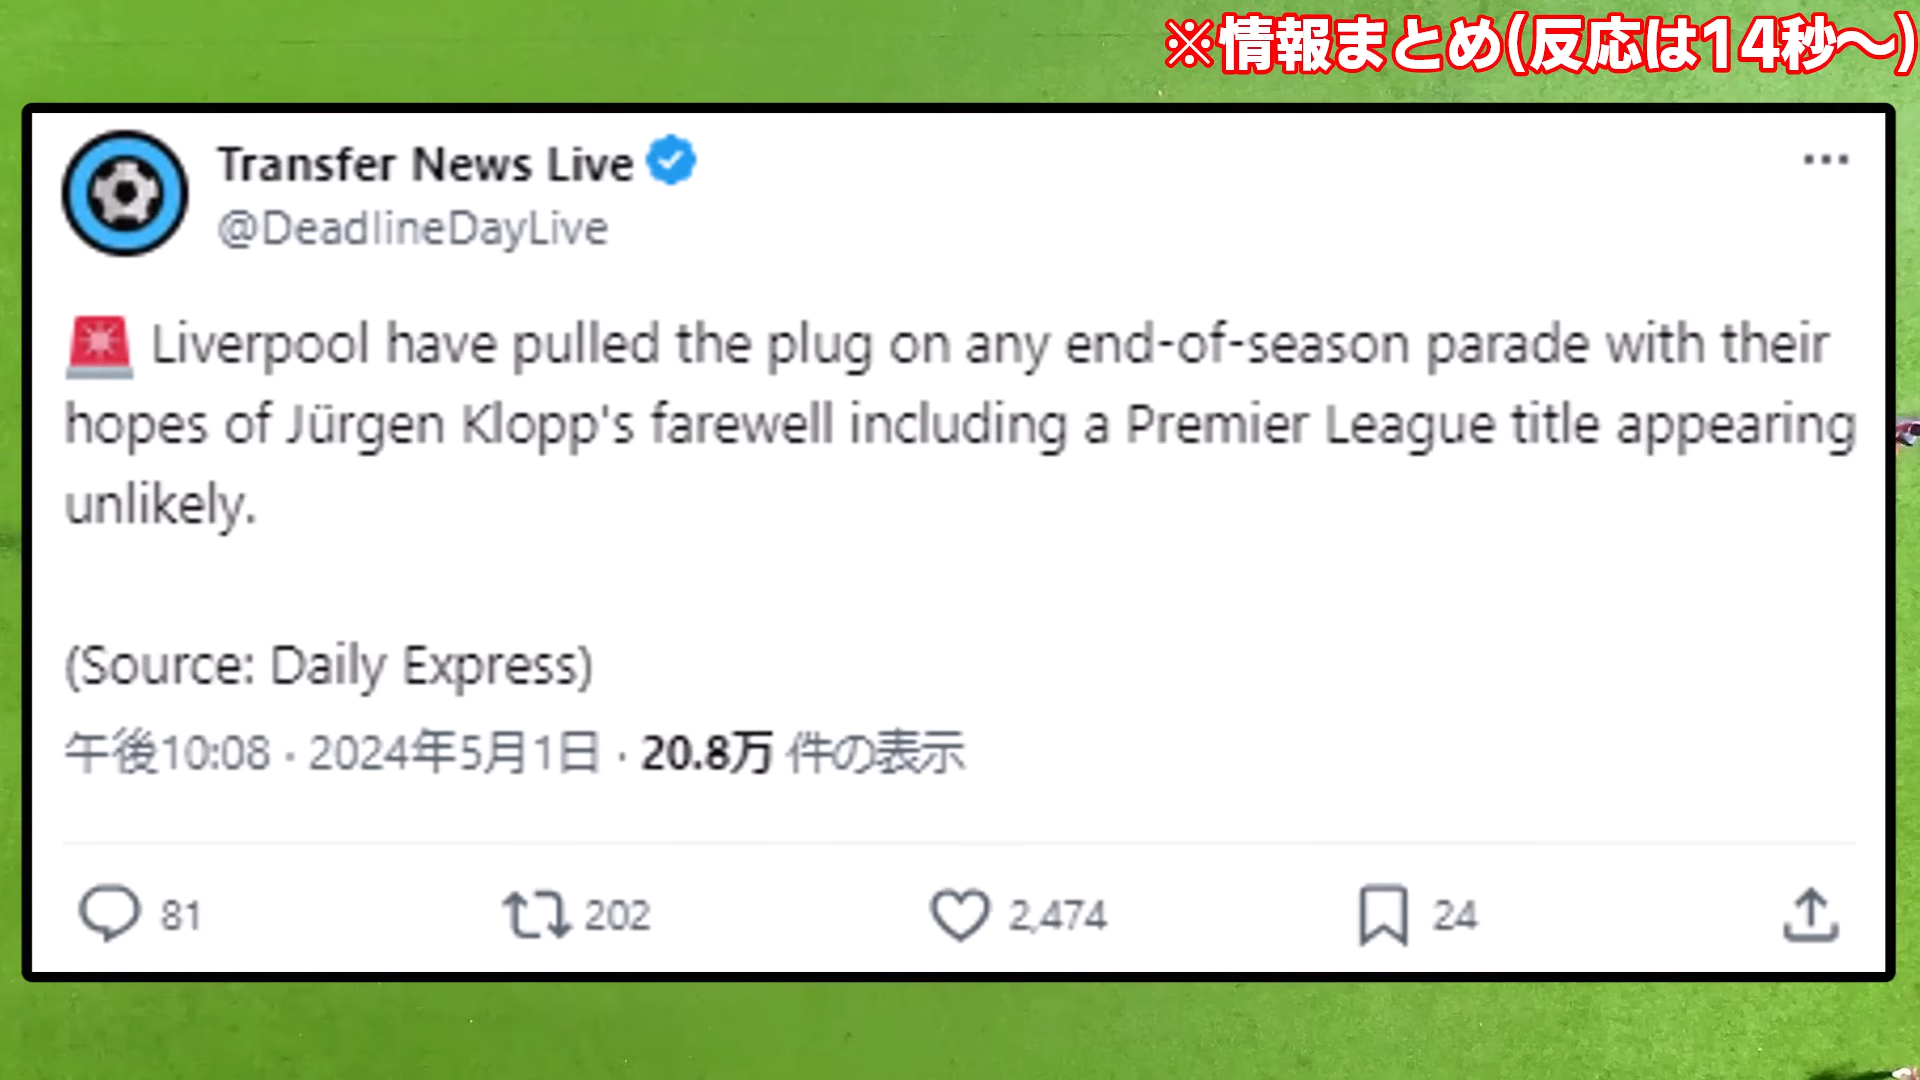 ※情報まとめ(反応は14秒～)
Transfer News Live
@DeadlineDayLive
🚨 Liverpool have pulled the plug on any end-of-season parade with their
hopes of Jürgen Klopp's farewell including a Premier League title appearing
unlikely.
(Source: Daily Express)
午後10:08 · 2024年5月1日 · 20.8万 件の表示
81 202 2,474 24